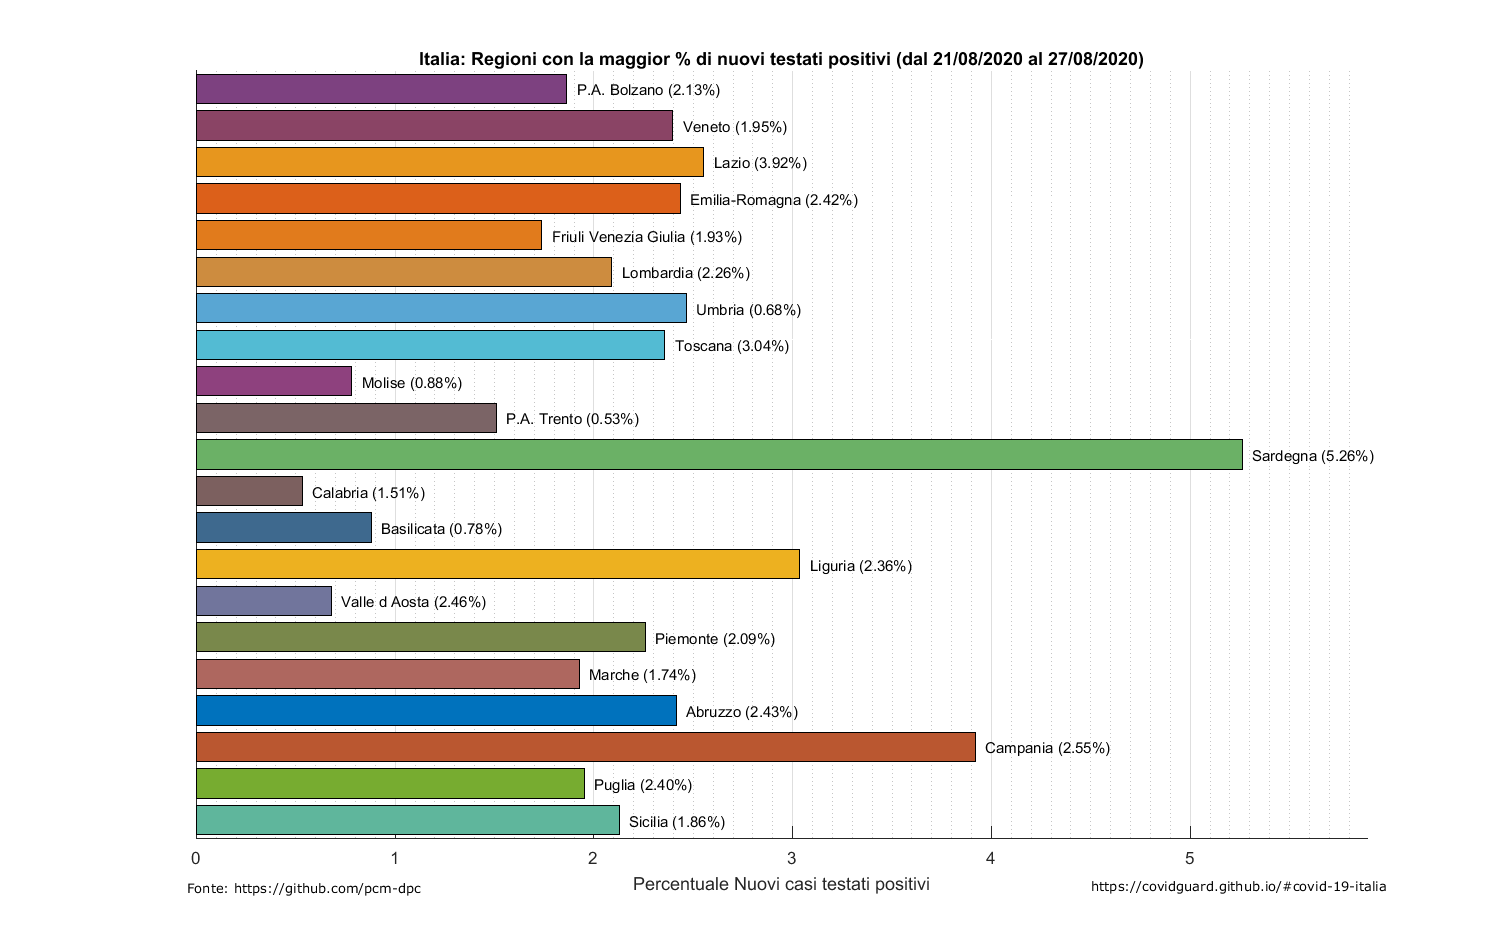 Italia: Regioni con la maggior % di nuovi testati positivi (dal 21/08/2020 al 27/08/2020)
P.A. Bolzano (2.13%)
Veneto (1.95%)
Lazio (3.92%)
Emilia-Romagna (2.42%)
Friuli Venezia Giulia (1.93%)
Lombardia (2.26%)
Umbria (0.68%)
Toscana (3.04%)
Molise (0.88%)
P.A. Trento (0.53%)
Sardegna (5.26%)
Calabria (1.51%)
Basilicata (0.78%)
Liguria (2.36%)
Valle d Aosta (2.46%)
Piemonte (2.09%)
Marche (1.74%)
Abruzzo (2.43%)
Campania (2.55%)
Puglia (2.40%)
Sicilia (1.86%)
0 1 2 3 4 5
Percentuale Nuovi casi testati positivi
Fonte: https://github.com/pcm-dpc
https://covidguard.github.io/#covid-19-italia